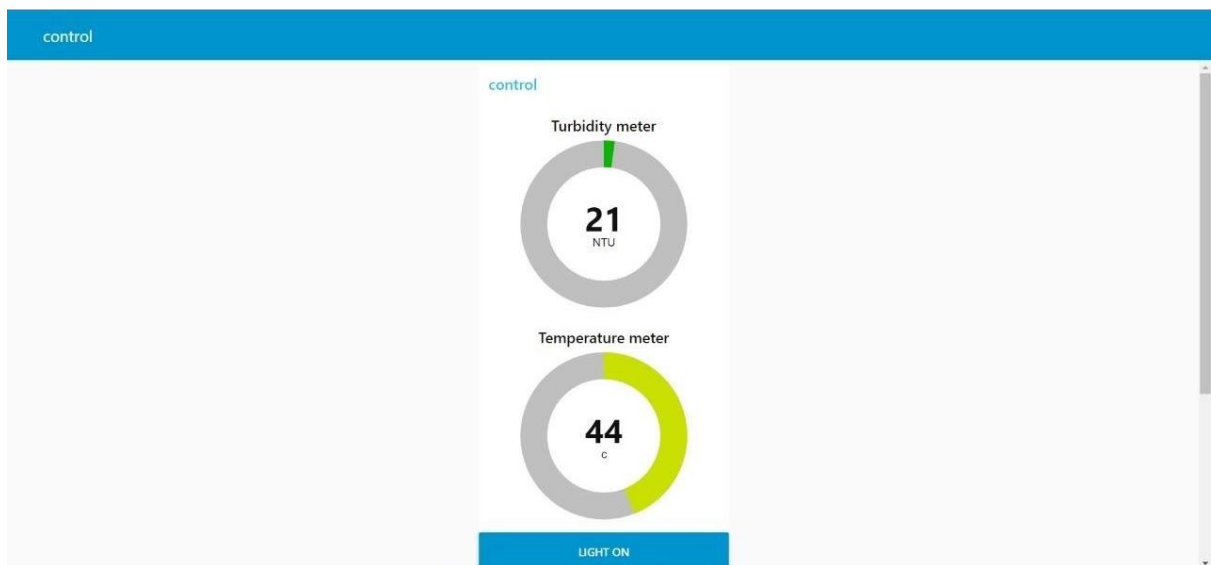 control
control
Turbidity meter
21
NTU
Temperature meter
44
c
LIGHT ON